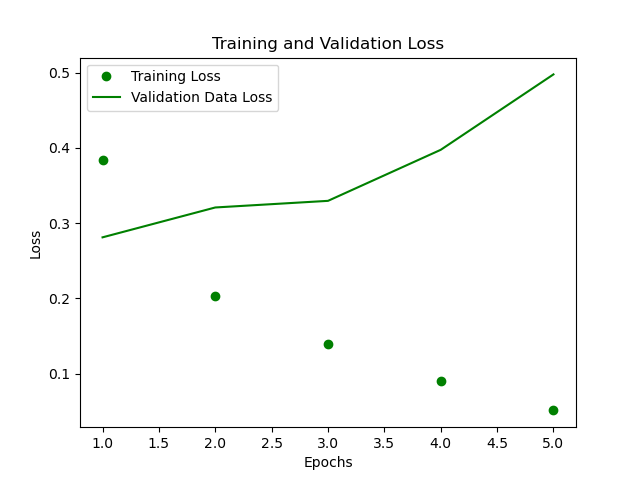 Training and Validation Loss
Training Loss
Validation Data Loss
Loss
0.5
0.4
0.3
0.2
0.1
1.0 1.5 2.0 2.5 3.0 3.5 4.0 4.5 5.0
Epochs